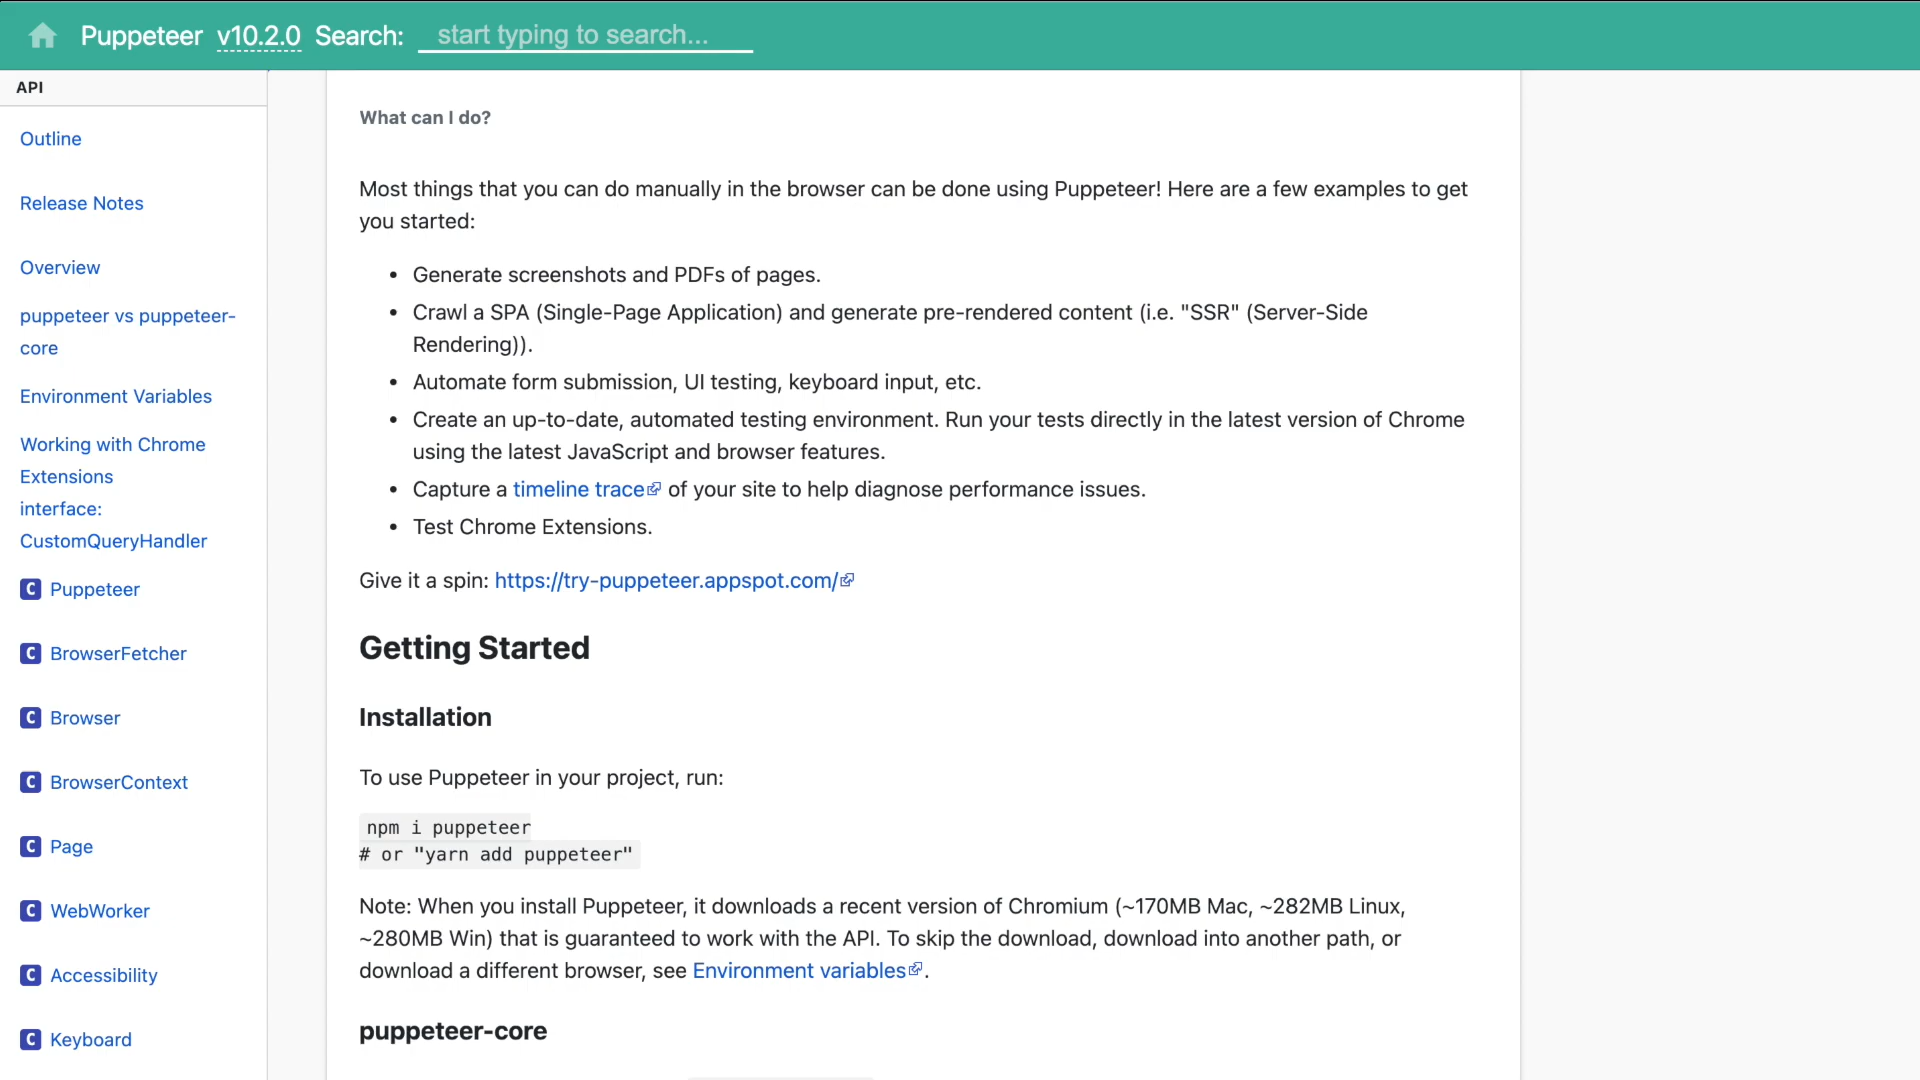 Puppeteer v10.2.0 Search: start typing to search...
API
Outline
Release Notes
Overview
puppeteer vs puppeteer-
core
Environment Variables
Working with Chrome
Extensions
interface:
CustomQueryHandler
C Puppeteer
C BrowserFetcher
C Browser
C BrowserContext
C Page
C WebWorker
C Accessibility
C Keyboard
What can I do?
Most things that you can do manually in the browser can be done using Puppeteer! Here are a few examples to get
you started:
• Generate screenshots and PDFs of pages.
• Crawl a SPA (Single-Page Application) and generate pre-rendered content (i.e. "SSR" (Server-Side
Rendering)).
• Automate form submission, UI testing, keyboard input, etc.
• Create an up-to-date, automated testing environment. Run your tests directly in the latest version of Chrome
using the latest JavaScript and browser features.
• Capture a timeline trace of your site to help diagnose performance issues.
• Test Chrome Extensions.
Give it a spin: https://try-puppeteer.appspot.com/
Getting Started
Installation
To use Puppeteer in your project, run:
npm i puppeteer
# or "yarn add puppeteer"
Note: When you install Puppeteer, it downloads a recent version of Chromium (~170MB Mac, ~282MB Linux,
~280MB Win) that is guaranteed to work with the API. To skip the download, download into another path, or
download a different browser, see Environment variables.
puppeteer-core